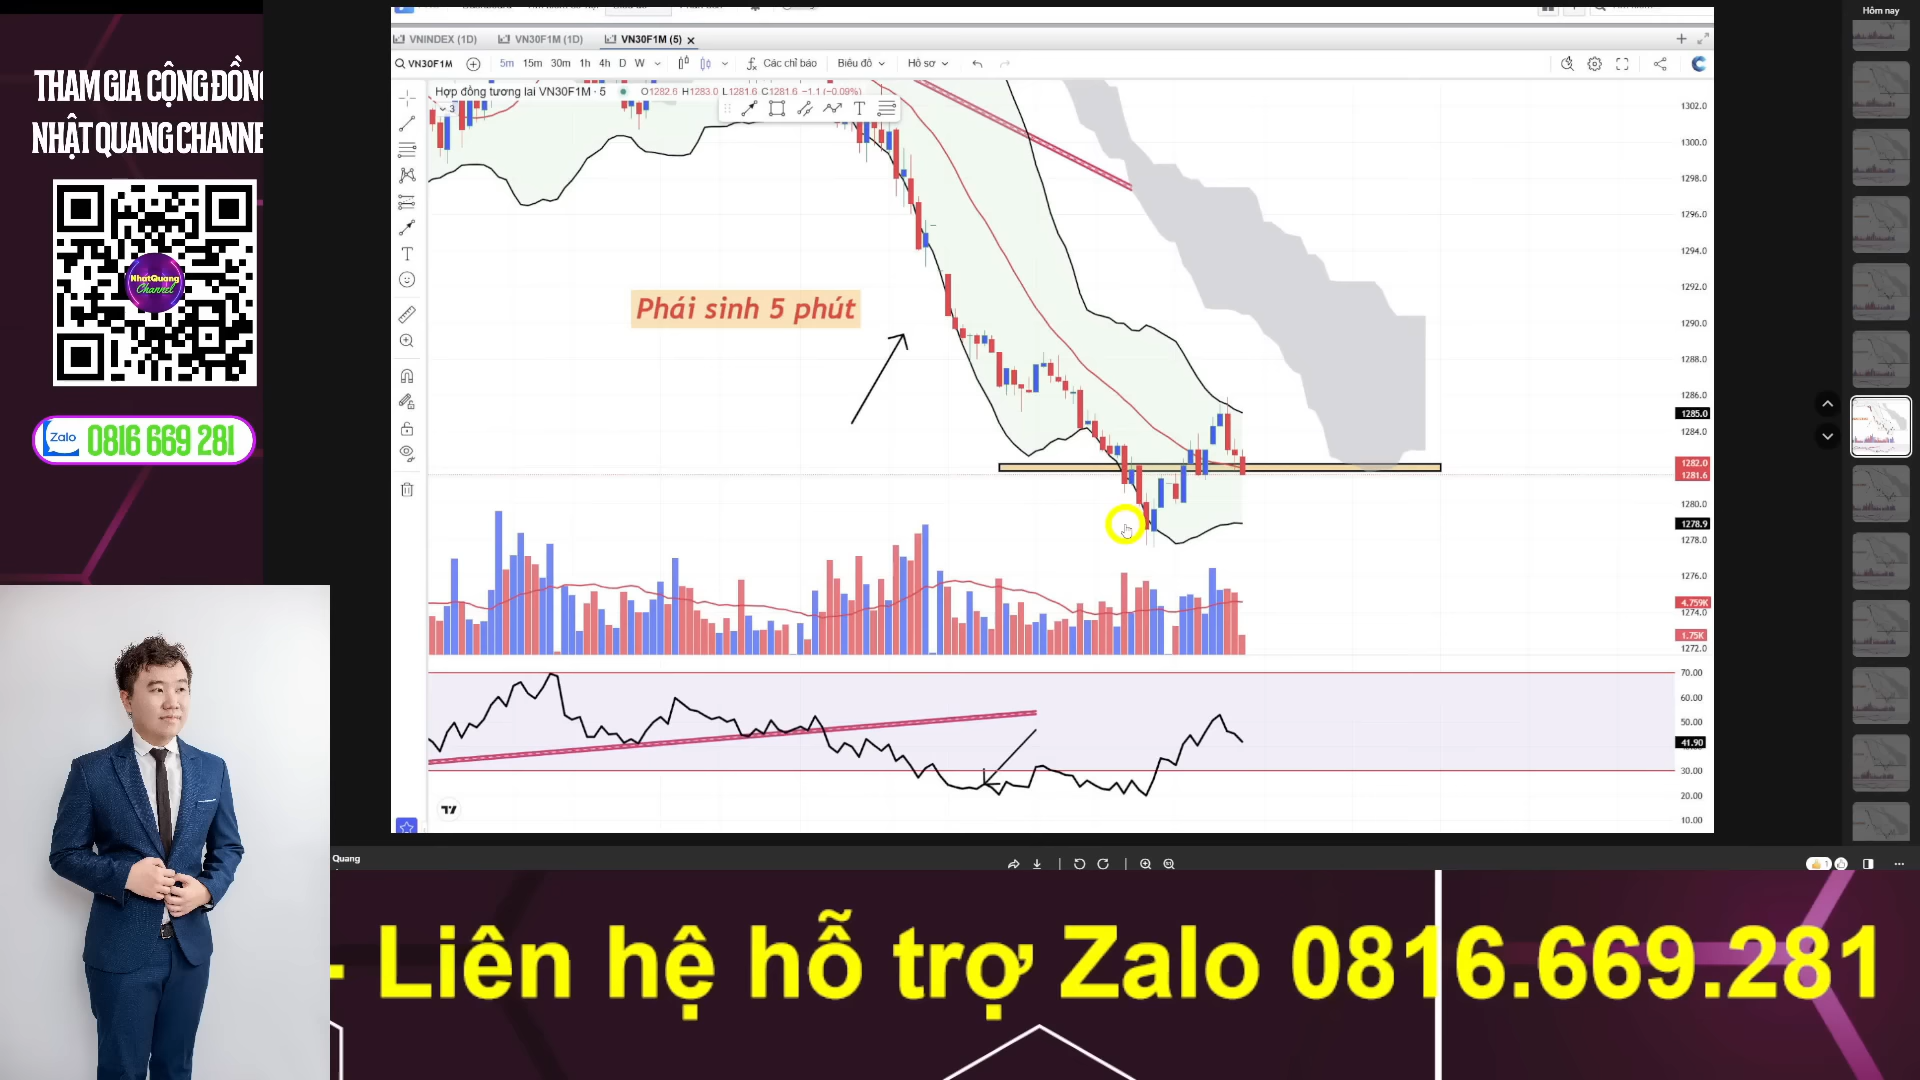 Hôm nay
THAM GIA CỘNG ĐỒNG
NHẬT QUANG CHANNE
NhatQuang
Channel
Zalo 0816 669 281
VNINDEX (1D) VN30F1M (1D) VN30F1M (5)
VN30F1M 5m 15m 30m 1h 4h D W Các chỉ báo Biểu đồ Hồ sơ
Hợp đồng tương lai VN30F1M · 5 O1282.6 H1283.0 L1281.6 C1281.6 −1.1 (−0.09%)
3
Phái sinh 5 phút
1302.0
1300.0
1298.0
1296.0
1294.0
1292.0
1290.0
1288.0
1286.0
1285.0
1284.0
1282.0
1281.6
1280.0
1278.9
1278.0
1276.0
4.759K
1274.0
1.75K
1272.0
70.00
60.00
50.00
41.90
30.00
20.00
10.00
Quang
1
- Liên hệ hỗ trợ Zalo 0816.669.281